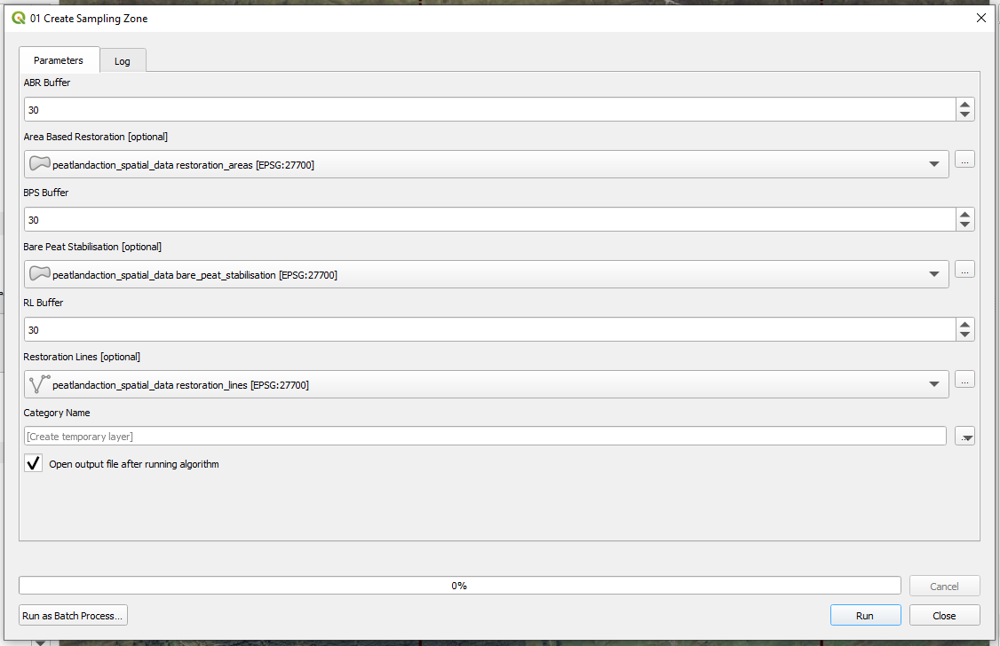 01 Create Sampling Zone
Parameters
Log
ABR Buffer
30
Area Based Restoration [optional]
peatlandaction_spatial_data restoration_areas [EPSG:27700]
...
BPS Buffer
30
Bare Peat Stabilisation [optional]
peatlandaction_spatial_data bare_peat_stabilisation [EPSG:27700]
...
RL Buffer
30
Restoration Lines [optional]
peatlandaction_spatial_data restoration_lines [EPSG:27700]
...
Category Name
[Create temporary layer]
Open output file after running algorithm
0%
Cancel
Run as Batch Process...
Run
Close